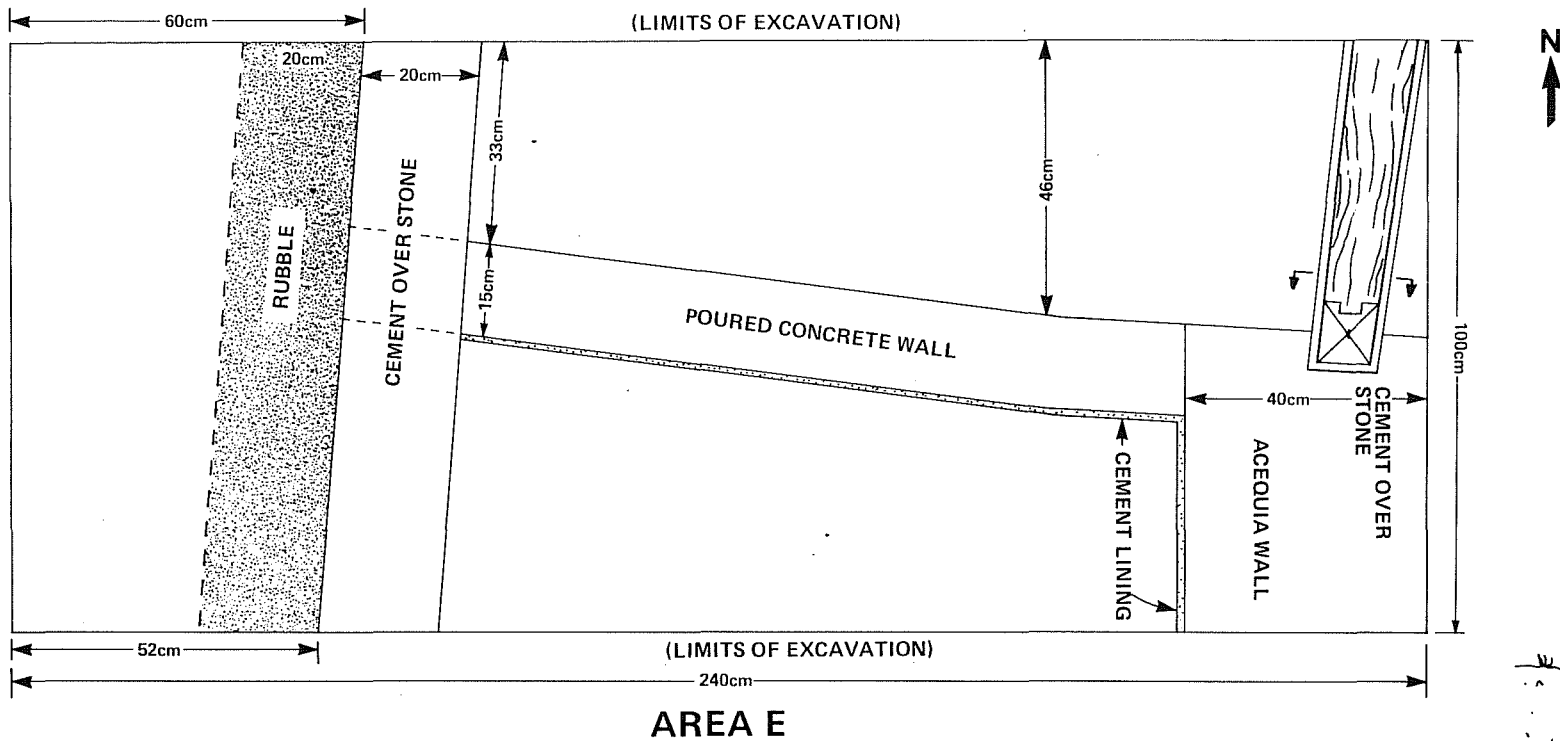 60cm
(LIMITS OF EXCAVATION)
N
20cm
20cm
33cm
46cm
RUBBLE
CEMENT OVER STONE
15cm
POURED CONCRETE WALL
100cm
40cm
CEMENT OVER
STONE
CEMENT LINING
ACEQUIA WALL
52cm
(LIMITS OF EXCAVATION)
240cm
AREA E